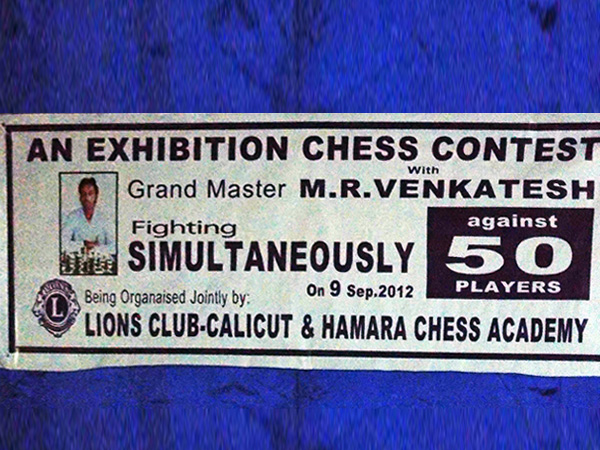 AN EXHIBITION CHESS CONTEST
With
Grand Master M.R.VENKATESH
Fighting
SIMULTANEOUSLY
against
50
PLAYERS
On 9 Sep.2012
Being Organaised Jointly by:
LIONS CLUB-CALICUT & HAMARA CHESS ACADEMY
L